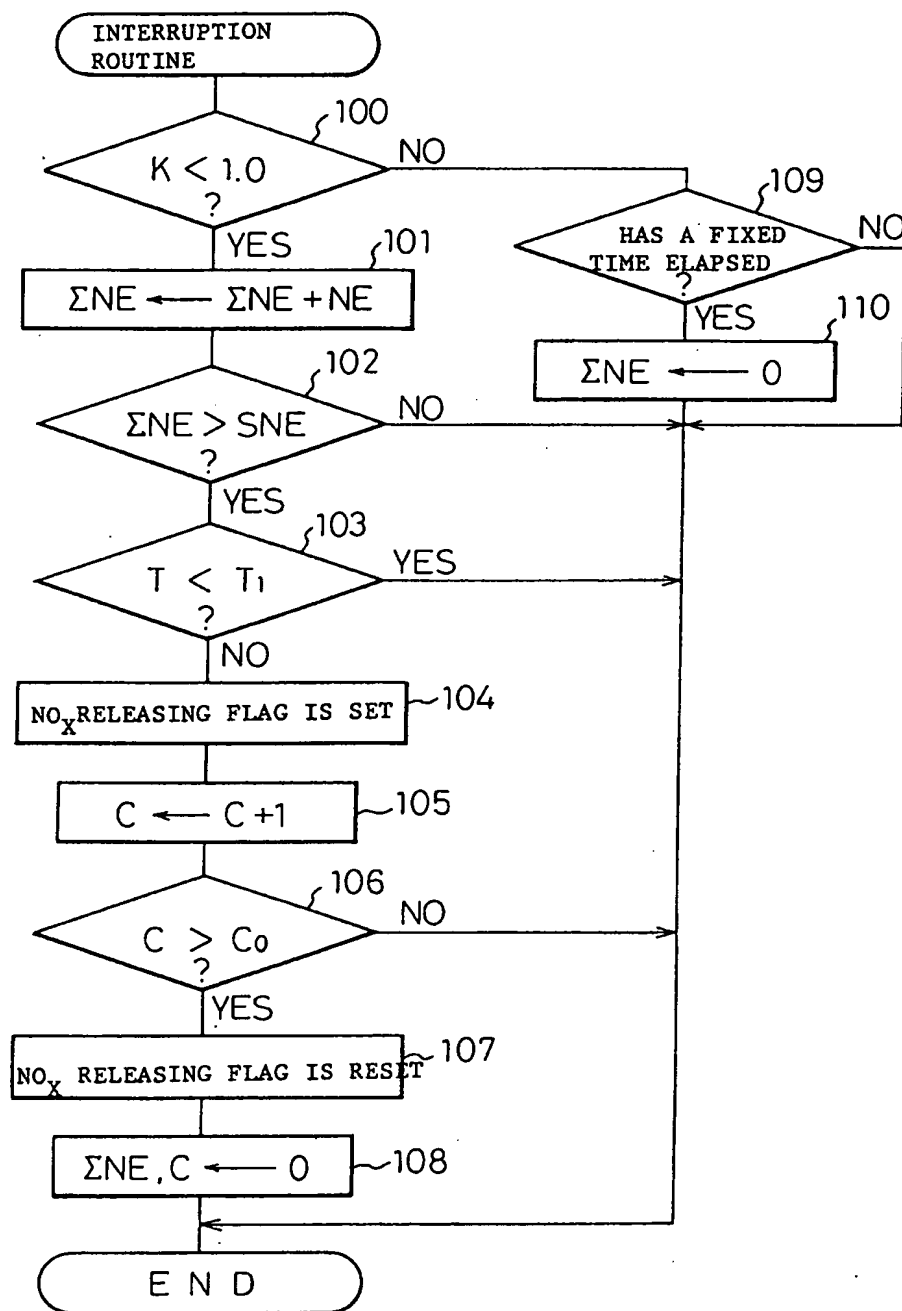 INTERRUPTION
ROUTINE
100
K < 1.0
?
NO
YES
109
HAS A FIXED
TIME ELAPSED
?
NO
YES
101
ΣNE ← ΣNE + NE
110
ΣNE ← 0
102
ΣNE > SNE
?
NO
YES
103
T < T₁
?
YES
NO
NOₓ RELEASING FLAG IS SET
104
C ← C +1
105
106
C > C₀
?
NO
YES
NOₓ RELEASING FLAG IS RESET
107
ΣNE, C ← 0
108
END